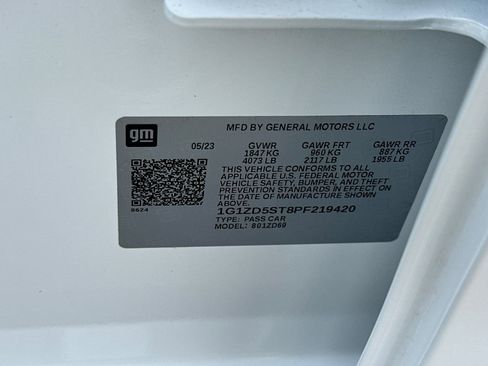 gm
MFD BY GENERAL MOTORS LLC
05/23 GVWR GAWR FRT GAWR RR
1847 KG 960 KG 887 KG
4073 LB 2117 LB 1955 LB
THIS VEHICLE CONFORMS TO ALL
APPLICABLE U.S. FEDERAL MOTOR
VEHICLE SAFETY, BUMPER, AND THEFT
PREVENTION STANDARDS IN EFFECT ON
THE DATE OF MANUFACTURE SHOWN
ABOVE.
8624
1G1ZD5ST8PF219420
TYPE: PASS CAR
MODEL: 801ZD69